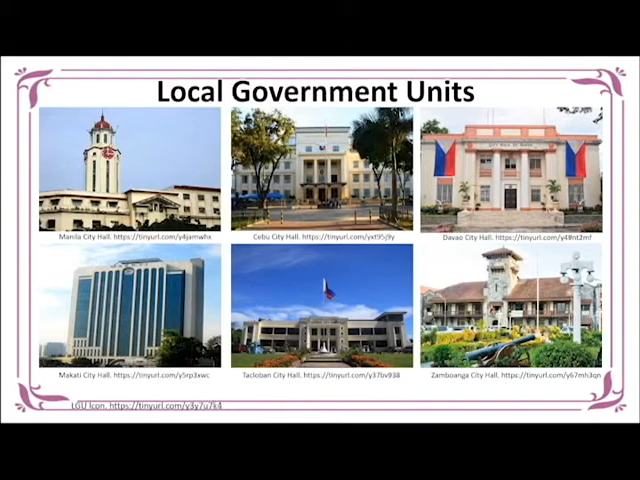 Local Government Units
Manila City Hall. https://tinyurl.com/y4jamwhx
Cebu City Hall. https://tinyurl.com/yxt95j9y
Davao City Hall. https://tinyurl.com/y49nt2mf
Makati City Hall. https://tinyurl.com/y5rp3xwc
Tacloban City Hall. https://tinyurl.com/y37bv938
Zamboanga City Hall. https://tinyurl.com/y67mh3qn
LGU Icon. https://tinyurl.com/y3y7u7k4